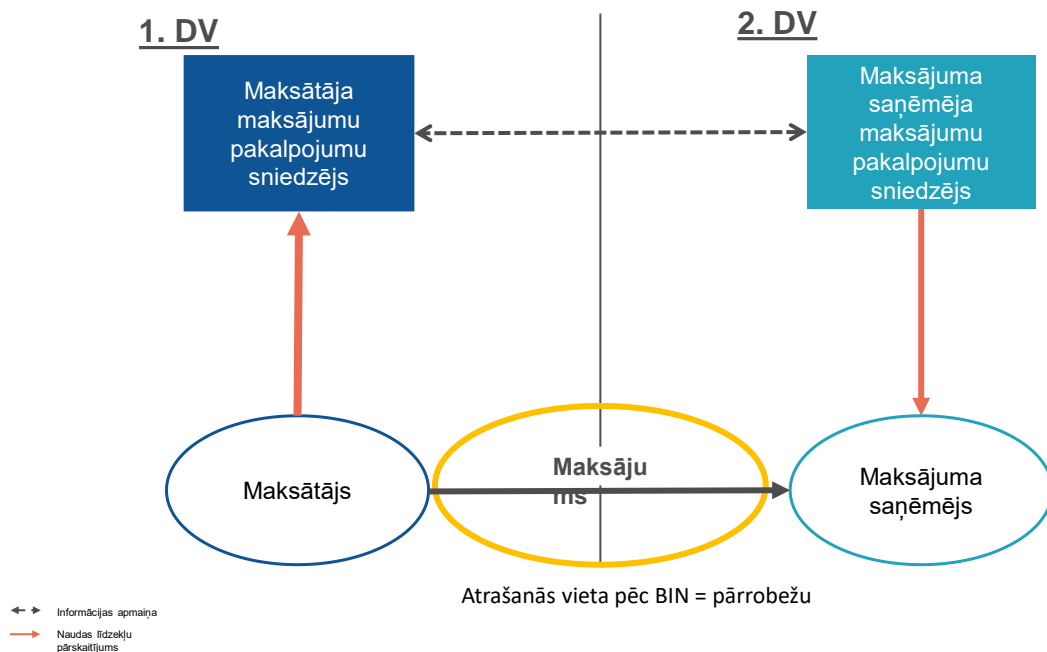 1. DV
2. DV
Maksātāja
maksājumu
pakalpojumu
sniedzējs
Maksājuma
saņēmēja
maksājumu
pakalpojumu
sniedzējs
Maksātājs
Maksāju
ms
Maksājuma
saņēmējs
Atrašanās vieta pēc BIN = pārrobežu
Informācijas apmaiņa
Naudas līdzekļu
pārskaitījums